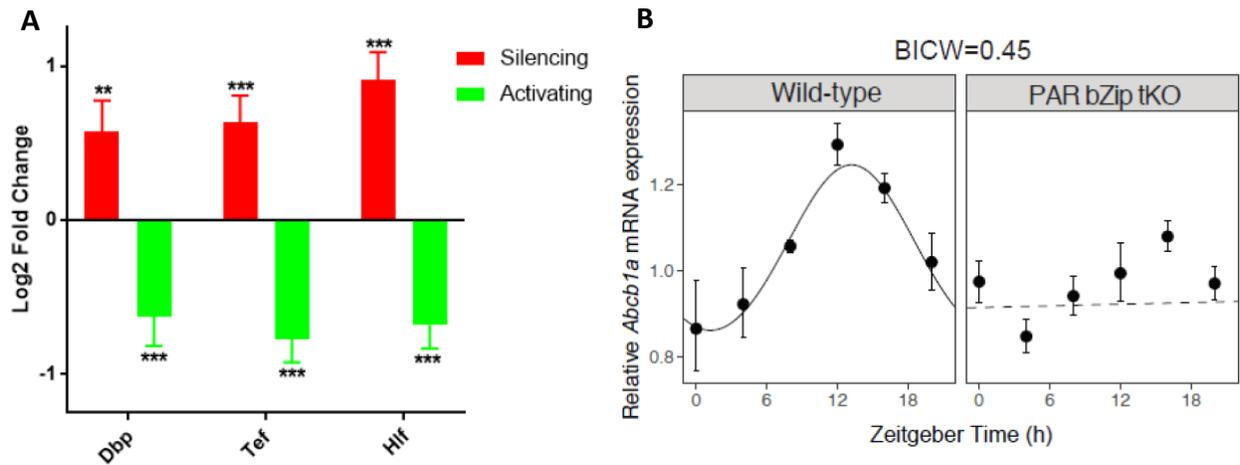 A
Log2 Fold Change
1
0
-1
**
***
***
***
***
***
Silencing
Activating
Dbp
Tef
Hlf
B
BICW=0.45
Wild-type
PAR bZip tKO
Relative Abcb1a mRNA expression
1.2
1.0
0.8
0 6 12 18
0 6 12 18
Zeitgeber Time (h)